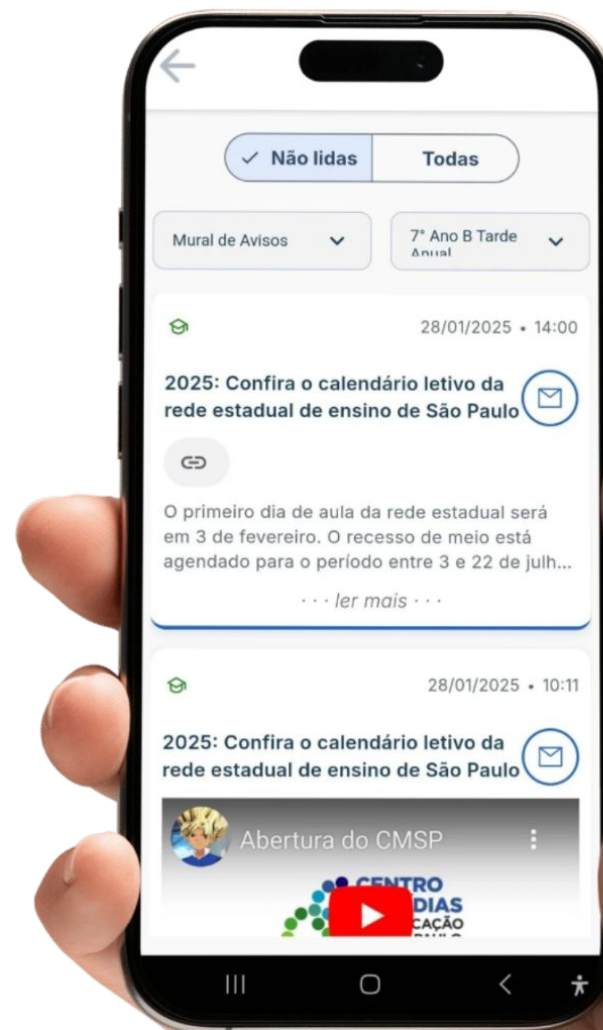 Não lidas
Todas
Mural de Avisos
7° Ano B Tarde
Anual
28/01/2025 • 14:00
2025: Confira o calendário letivo da
rede estadual de ensino de São Paulo
O primeiro dia de aula da rede estadual será
em 3 de fevereiro. O recesso de meio está
agendado para o período entre 3 e 22 de julh...
· · · ler mais · · ·
28/01/2025 • 10:11
2025: Confira o calendário letivo da
rede estadual de ensino de São Paulo
Abertura do CMSP
CENTRO
DIAS
CAÇÃO